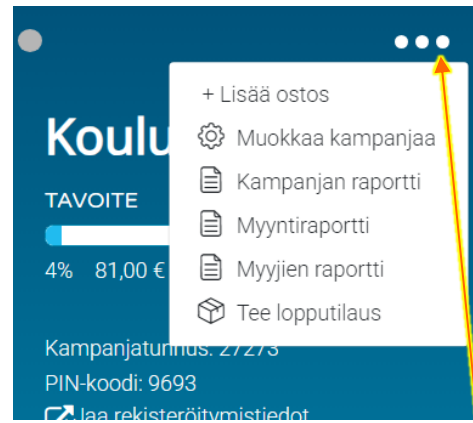 + Lisää ostos
Koulu
Muokkaa kampanjaa
Kampanjan raportti
TAVOITE
Myyntiraportti
4% 81,00 €
Myyjien raportti
Tee lopputilaus
Kampanjatunnus: 27273
PIN-koodi: 9693
Jaa rekisteröitymistiedot